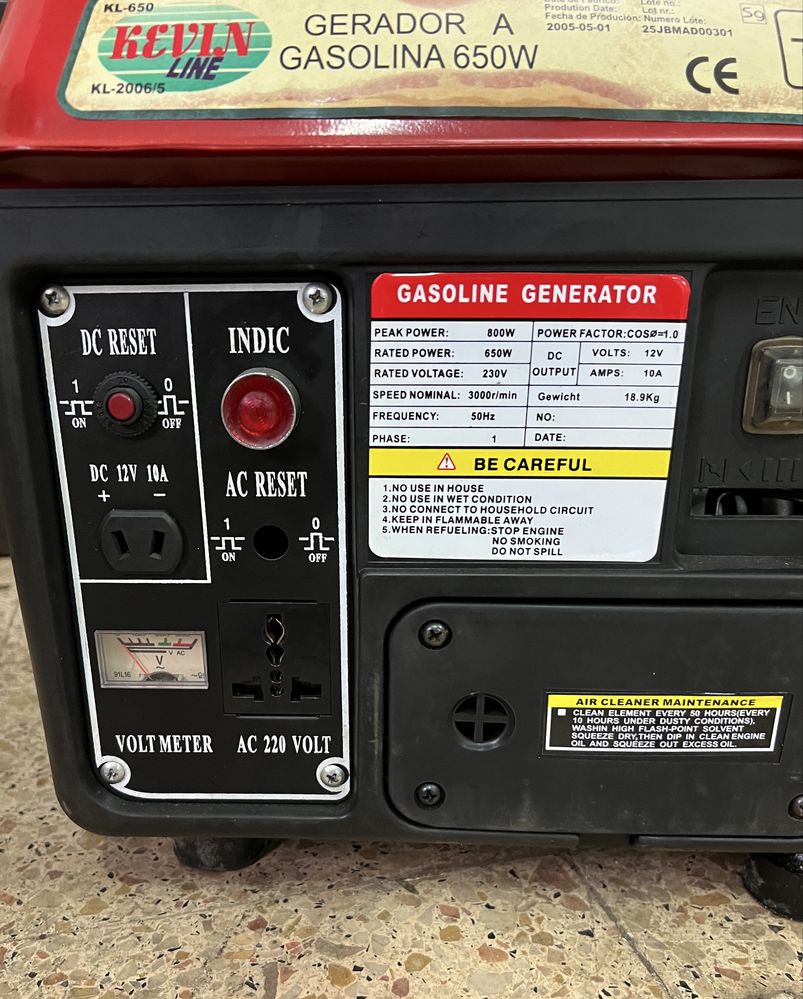 KL-650
KEVIN
LINE
KL-2006/5
GERADOR A
GASOLINA 650W
Prodution Date:
Fecha de Produción:
2005-05-01
Lot nr.:
Numero Lóte:
25JBMAD00301
5g
CE
DC RESET
1
ON
0
OFF
DC 12V 10A
+ −
INDIC
AC RESET
1
ON
0
OFF
V AC
V
~
91L16
VOLT METER
AC 220 VOLT
GASOLINE GENERATOR
PEAK POWER: 800W
POWER FACTOR:COSØ=1.0
RATED POWER: 650W
DC OUTPUT
VOLTS: 12V
RATED VOLTAGE: 230V
AMPS: 10A
SPEED NOMINAL: 3000r/min
Gewicht 18.9Kg
FREQUENCY: 50Hz
NO:
PHASE: 1
DATE:
BE CAREFUL
1.NO USE IN HOUSE
2.NO USE IN WET CONDITION
3.NO CONNECT TO HOUSEHOLD CIRCUIT
4.KEEP IN FLAMMABLE AWAY
5.WHEN REFUELING:STOP ENGINE
NO SMOKING
DO NOT SPILL
EN
AIR CLEANER MAINTENANCE
CLEAN ELEMENT EVERY 50 HOURS(EVERY
10 HOURS UNDER DUSTY CONDITIONS).
WASHIN HIGH FLASH-POINT SOLVENT
SQUEEZE DRY,THEN DIP IN CLEAN ENGINE
OIL AND SQUEEZE OUT EXCESS OIL.